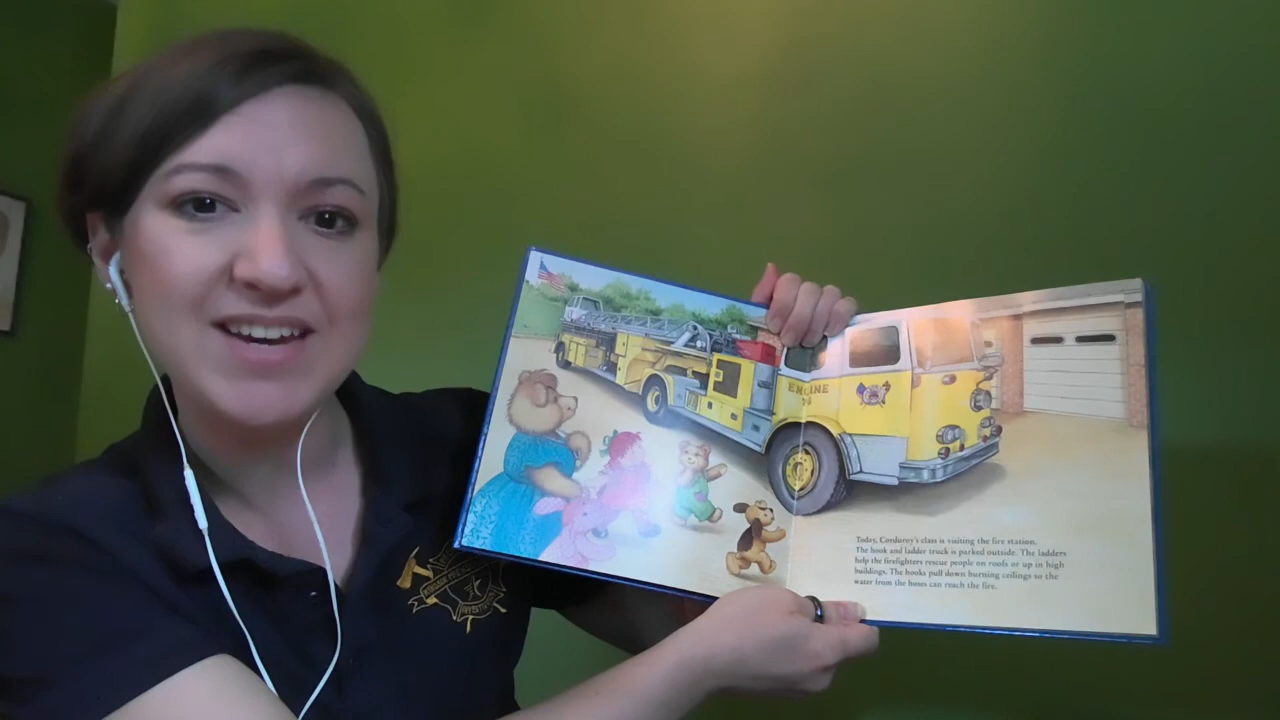 ENGINE
Today, Corduroy's class is visiting the fire station.
The hook and ladder truck is parked outside. The ladders
help the firefighters rescue people on roofs or up in high
buildings. The hooks pull down burning ceilings so the
water from the hoses can reach the fire.